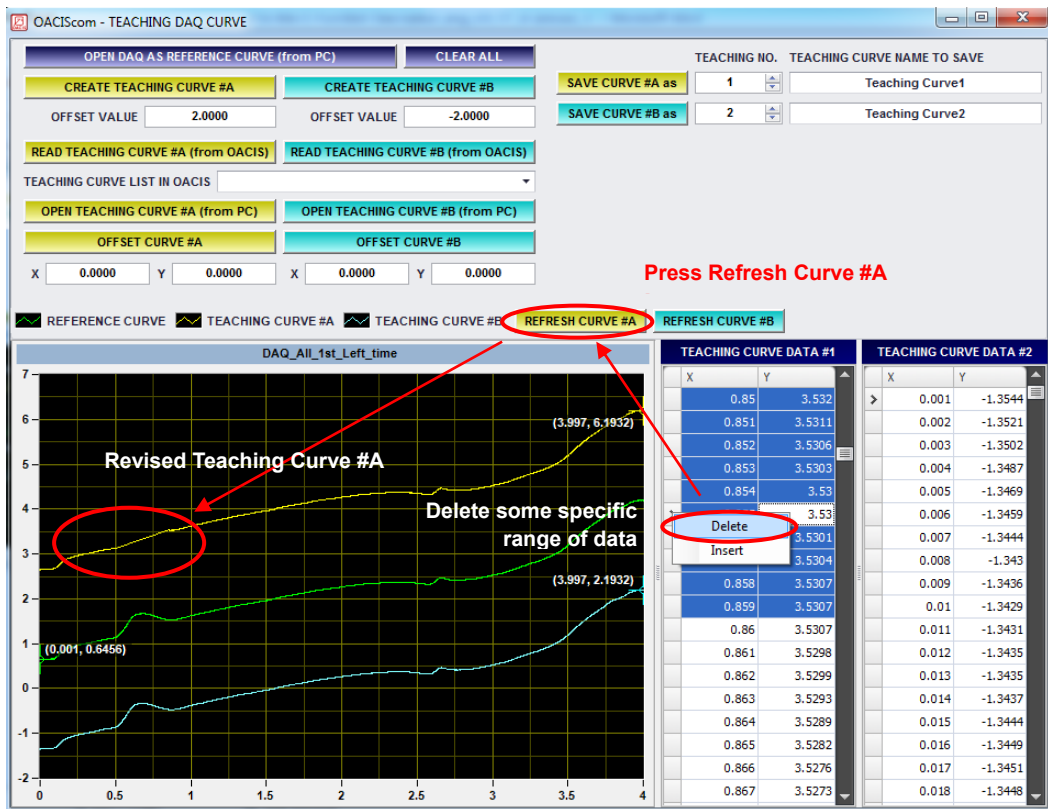 OACIScom - TEACHING DAQ CURVE
OPEN DAQ AS REFERENCE CURVE (from PC) CLEAR ALL
TEACHING NO. TEACHING CURVE NAME TO SAVE
CREATE TEACHING CURVE #A CREATE TEACHING CURVE #B SAVE CURVE #A as 1 Teaching Curve1
OFFSET VALUE 2.0000 OFFSET VALUE -2.0000 SAVE CURVE #B as 2 Teaching Curve2
READ TEACHING CURVE #A (from OACIS) READ TEACHING CURVE #B (from OACIS)
TEACHING CURVE LIST IN OACIS
OPEN TEACHING CURVE #A (from PC) OPEN TEACHING CURVE #B (from PC)
OFFSET CURVE #A OFFSET CURVE #B
X 0.0000 Y 0.0000 X 0.0000 Y 0.0000
Press Refresh Curve #A
REFERENCE CURVE TEACHING CURVE #A TEACHING CURVE #B REFRESH CURVE #A REFRESH CURVE #B
DAQ_All_1st_Left_time
7
6
5
4
3
2
1
0
-1
-2
0 0.5 1 1.5 2 2.5 3 3.5 4
(3.997, 6.1932)
Revised Teaching Curve #A
Delete some specific
range of data
(3.997, 2.1932)
(0.001, 0.6456)
TEACHING CURVE DATA #1
X Y
0.85 3.532
0.851 3.5311
0.852 3.5306
0.853 3.5303
0.854 3.53
3.53
Delete
3.5301
Insert
3.5304
0.858 3.5307
0.859 3.5307
0.86 3.5307
0.861 3.5298
0.862 3.5299
0.863 3.5293
0.864 3.5289
0.865 3.5282
0.866 3.5276
0.867 3.5273
TEACHING CURVE DATA #2
X Y
0.001 -1.3544
0.002 -1.3521
0.003 -1.3502
0.004 -1.3487
0.005 -1.3469
0.006 -1.3459
0.007 -1.3444
0.008 -1.343
0.009 -1.3436
0.01 -1.3429
0.011 -1.3431
0.012 -1.3435
0.013 -1.3435
0.014 -1.3437
0.015 -1.3444
0.016 -1.3449
0.017 -1.3451
0.018 -1.3448